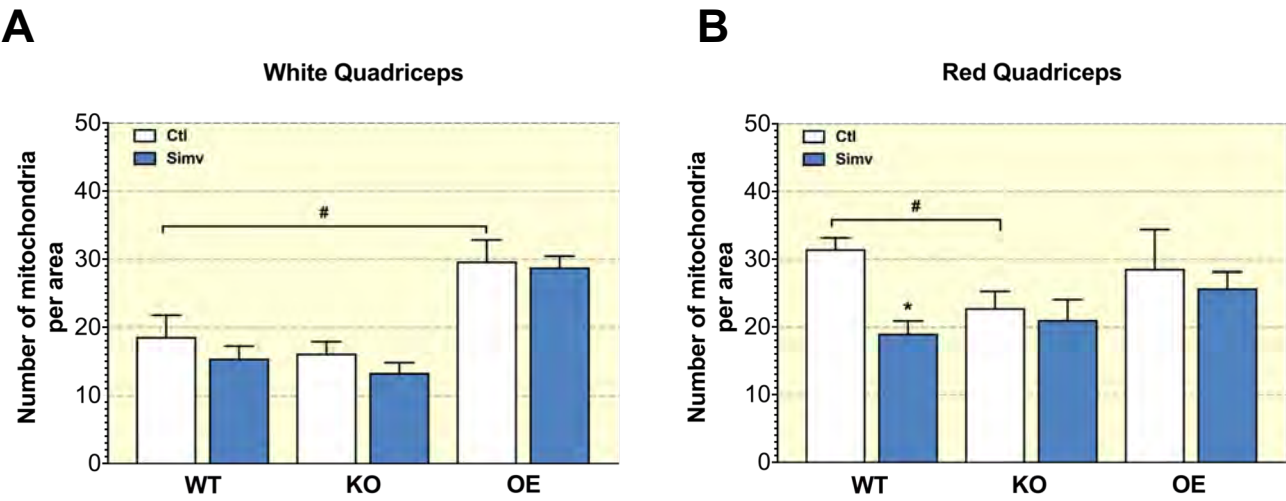 A
White Quadriceps
Number of mitochondria
per area
50
40
30
20
10
0
Ctl
Simv
#
WT
KO
OE
B
Red Quadriceps
Number of mitochondria
per area
50
40
30
20
10
0
Ctl
Simv
#
*
WT
KO
OE